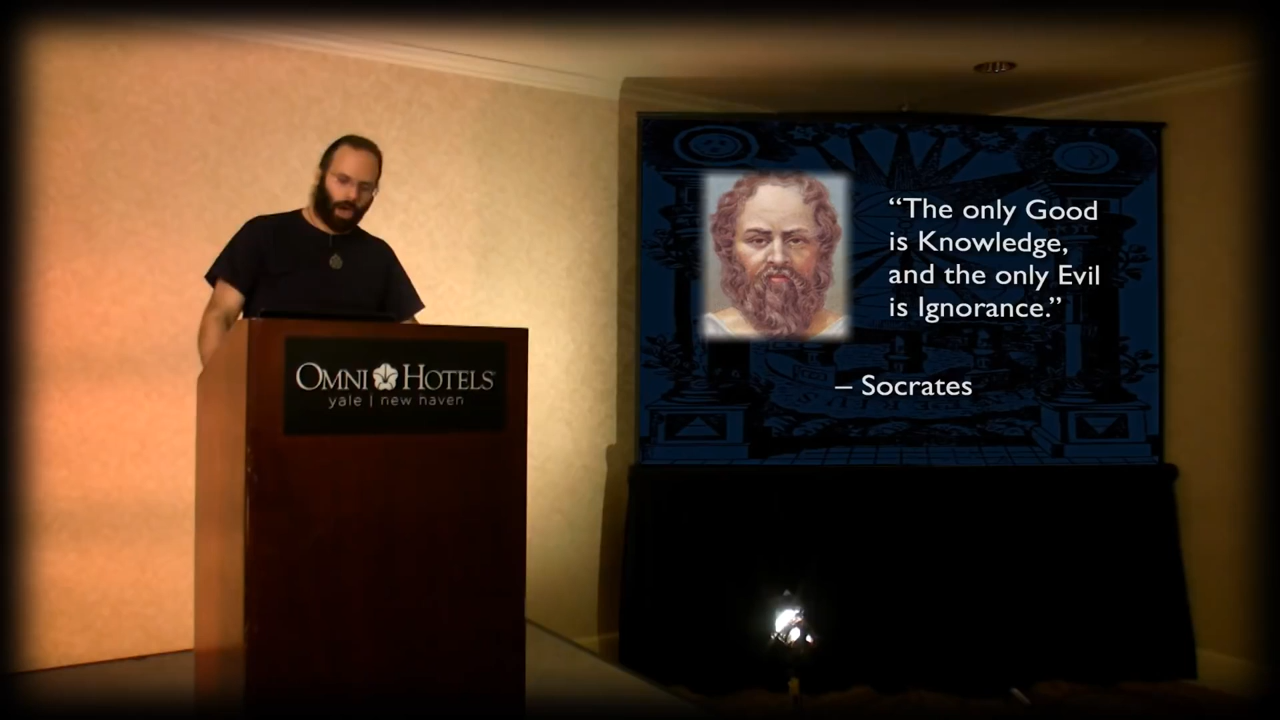 OMNI HOTELS
yale | new haven
“The only Good
is Knowledge,
and the only Evil
is Ignorance.”
– Socrates